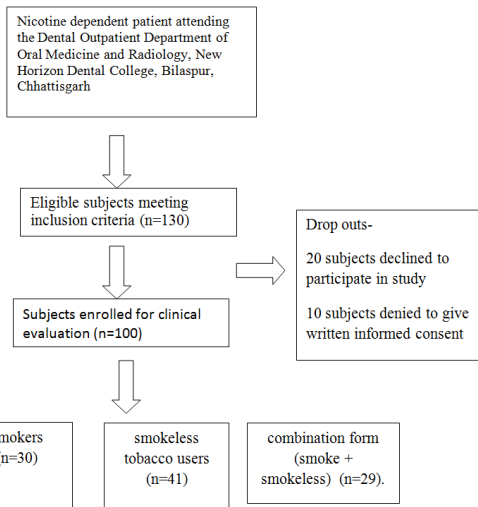 Nicotine dependent patient attending
the Dental Outpatient Department of
Oral Medicine and Radiology, New
Horizon Dental College, Bilaspur,
Chhattisgarh
Eligible subjects meeting
inclusion criteria (n=130)
Drop outs-
20 subjects declined to
participate in study
10 subjects denied to give
written informed consent
Subjects enrolled for clinical
evaluation (n=100)
mokers
n=30)
smokeless
tobacco users
(n=41)
combination form
(smoke +
smokeless) (n=29).